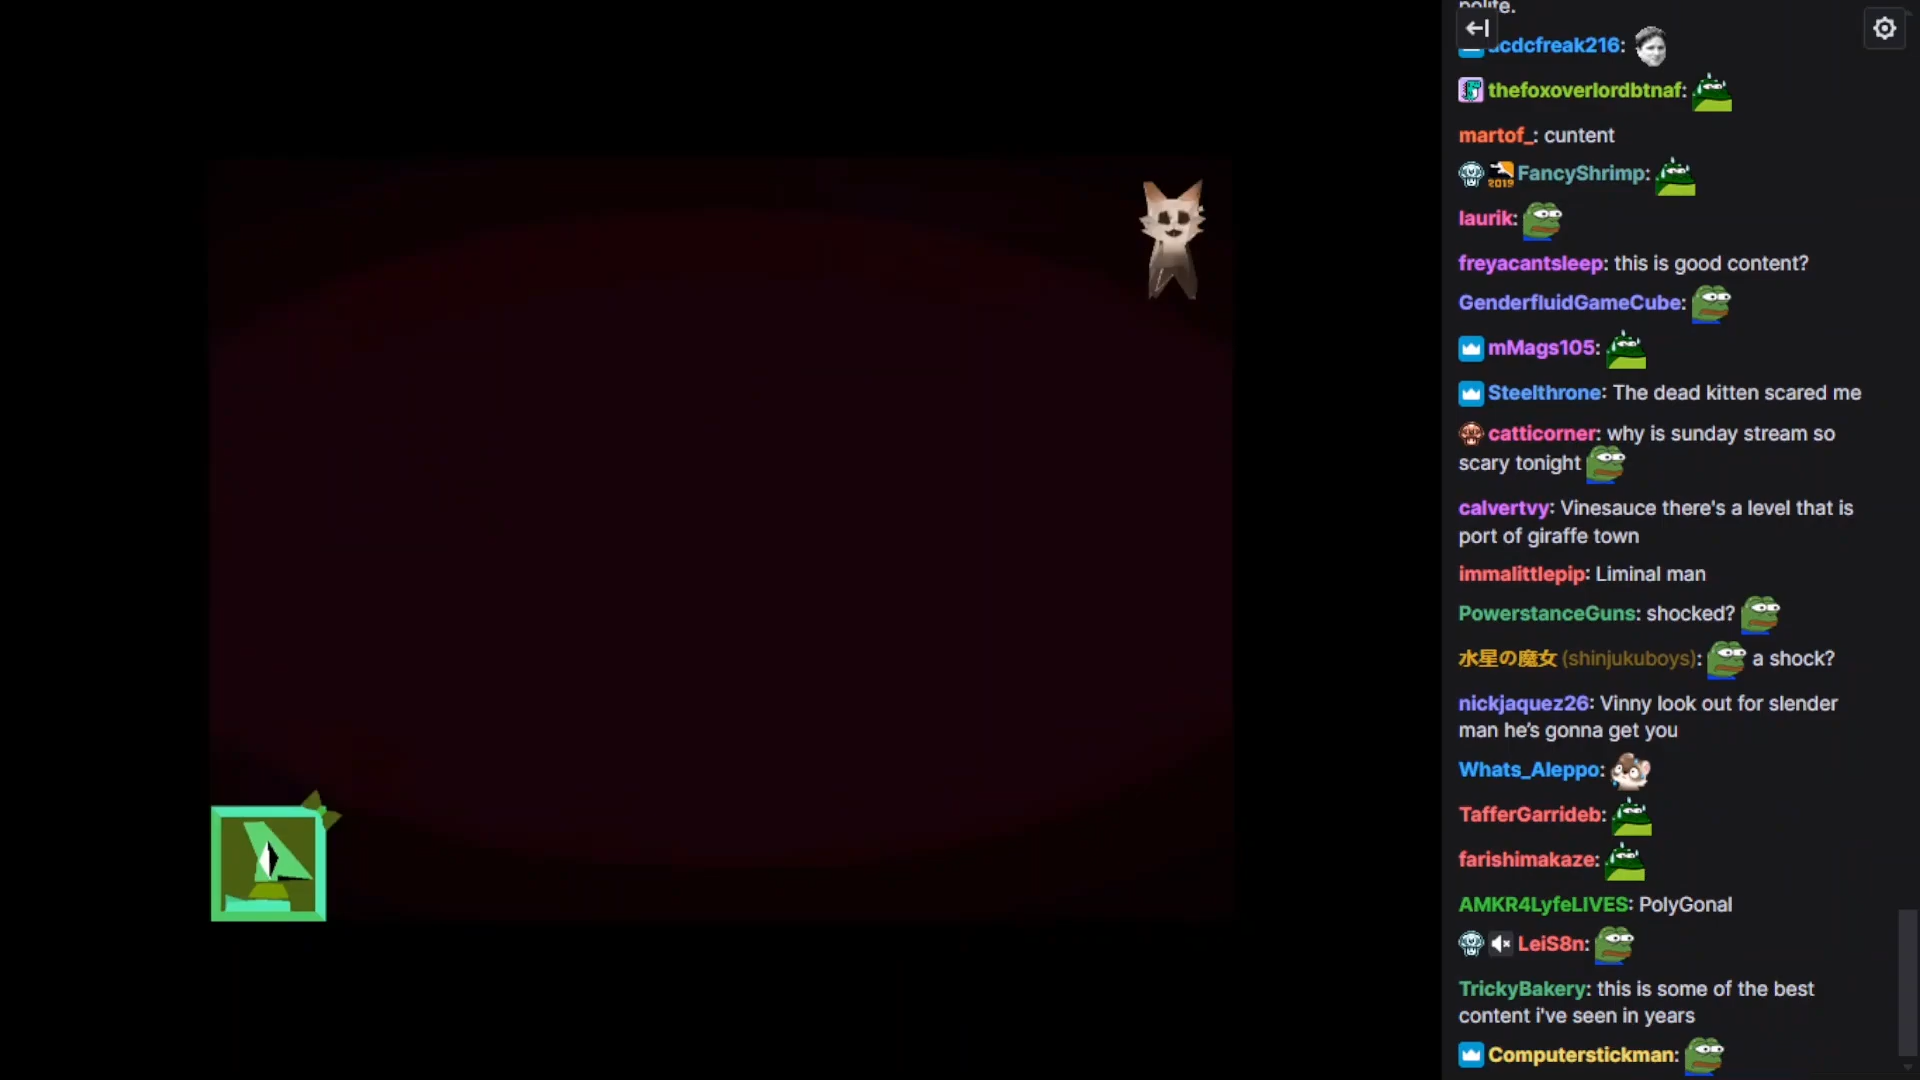 polite.
acdcfreak216:
thefoxoverlordbtnaf:
martof_: cuntent
2019 FancyShrimp:
laurik:
freyacantsleep: this is good content?
GenderfluidGameCube:
mMags105:
Steelthrone: The dead kitten scared me
catticorner: why is sunday stream so
scary tonight
calvertvy: Vinesauce there's a level that is
port of giraffe town
immalittlepip: Liminal man
PowerstanceGuns: shocked?
水星の魔女 (shinjukuboys): a shock?
nickjaquez26: Vinny look out for slender
man he’s gonna get you
Whats_Aleppo:
TafferGarrideb:
farishimakaze:
AMKR4LyfeLIVES: PolyGonal
LeiS8n:
TrickyBakery: this is some of the best
content i've seen in years
Computerstickman: